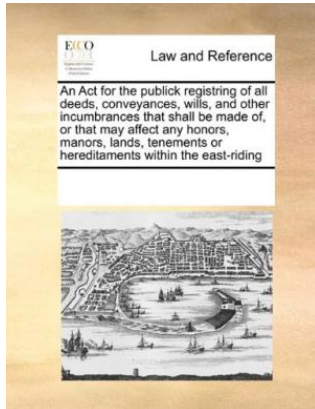 ECCO
Law and Reference
An Act for the publick registring of all
deeds, conveyances, wills, and other
incumbrances that shall be made of,
or that may affect any honors,
manors, lands, tenements or
hereditaments within the east-riding